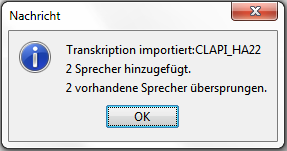 Nachricht
Transkription importiert:CLAPI_HA22
2 Sprecher hinzugefügt.
2 vorhandene Sprecher übersprungen.
OK